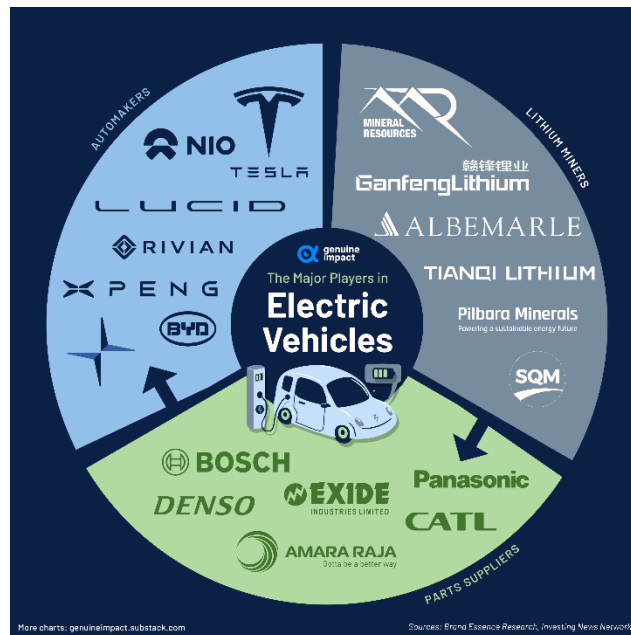 AUTOMAKERS
TESLA
NIO
LUCID
RIVIAN
XPENG
BYD
LITHIUM MINERS
MINERAL
RESOURCES
赣锋锂业
GanfengLithium
ALBEMARLE
TIANQI LITHIUM
Pilbara Minerals
Powering a sustainable energy future
SQM
genuine
impact
The Major Players in
Electric
Vehicles
BOSCH
DENSO
EXIDE
INDUSTRIES LIMITED
Panasonic
CATL
AMARA RAJA
Gotta be a better way
PARTS SUPPLIERS
More charts: genuineimpact.substack.com
Sources: Brand Essence Research, Investing News Network